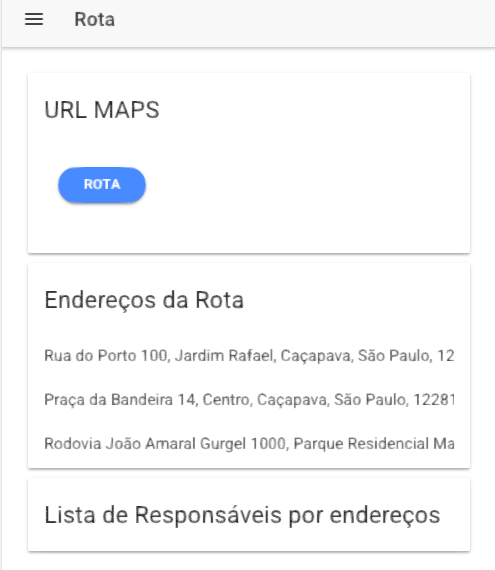 Rota
URL MAPS
ROTA
Endereços da Rota
Rua do Porto 100, Jardim Rafael, Caçapava, São Paulo, 12
Praça da Bandeira 14, Centro, Caçapava, São Paulo, 12281
Rodovia João Amaral Gurgel 1000, Parque Residencial Ma
Lista de Responsáveis por endereços